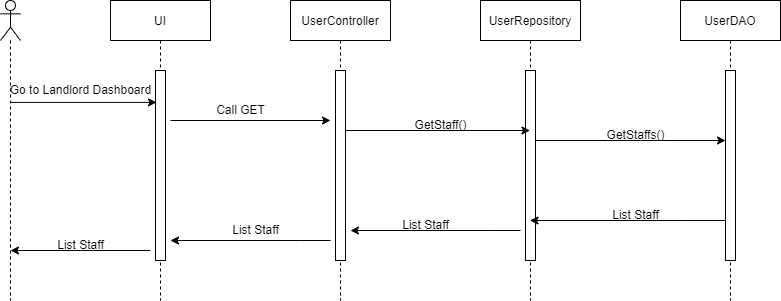 UI
UserController
UserRepository
UserDAO
Go to Landlord Dashboard
Call GET
GetStaff()
GetStaffs()
List Staff
List Staff
List Staff
List Staff